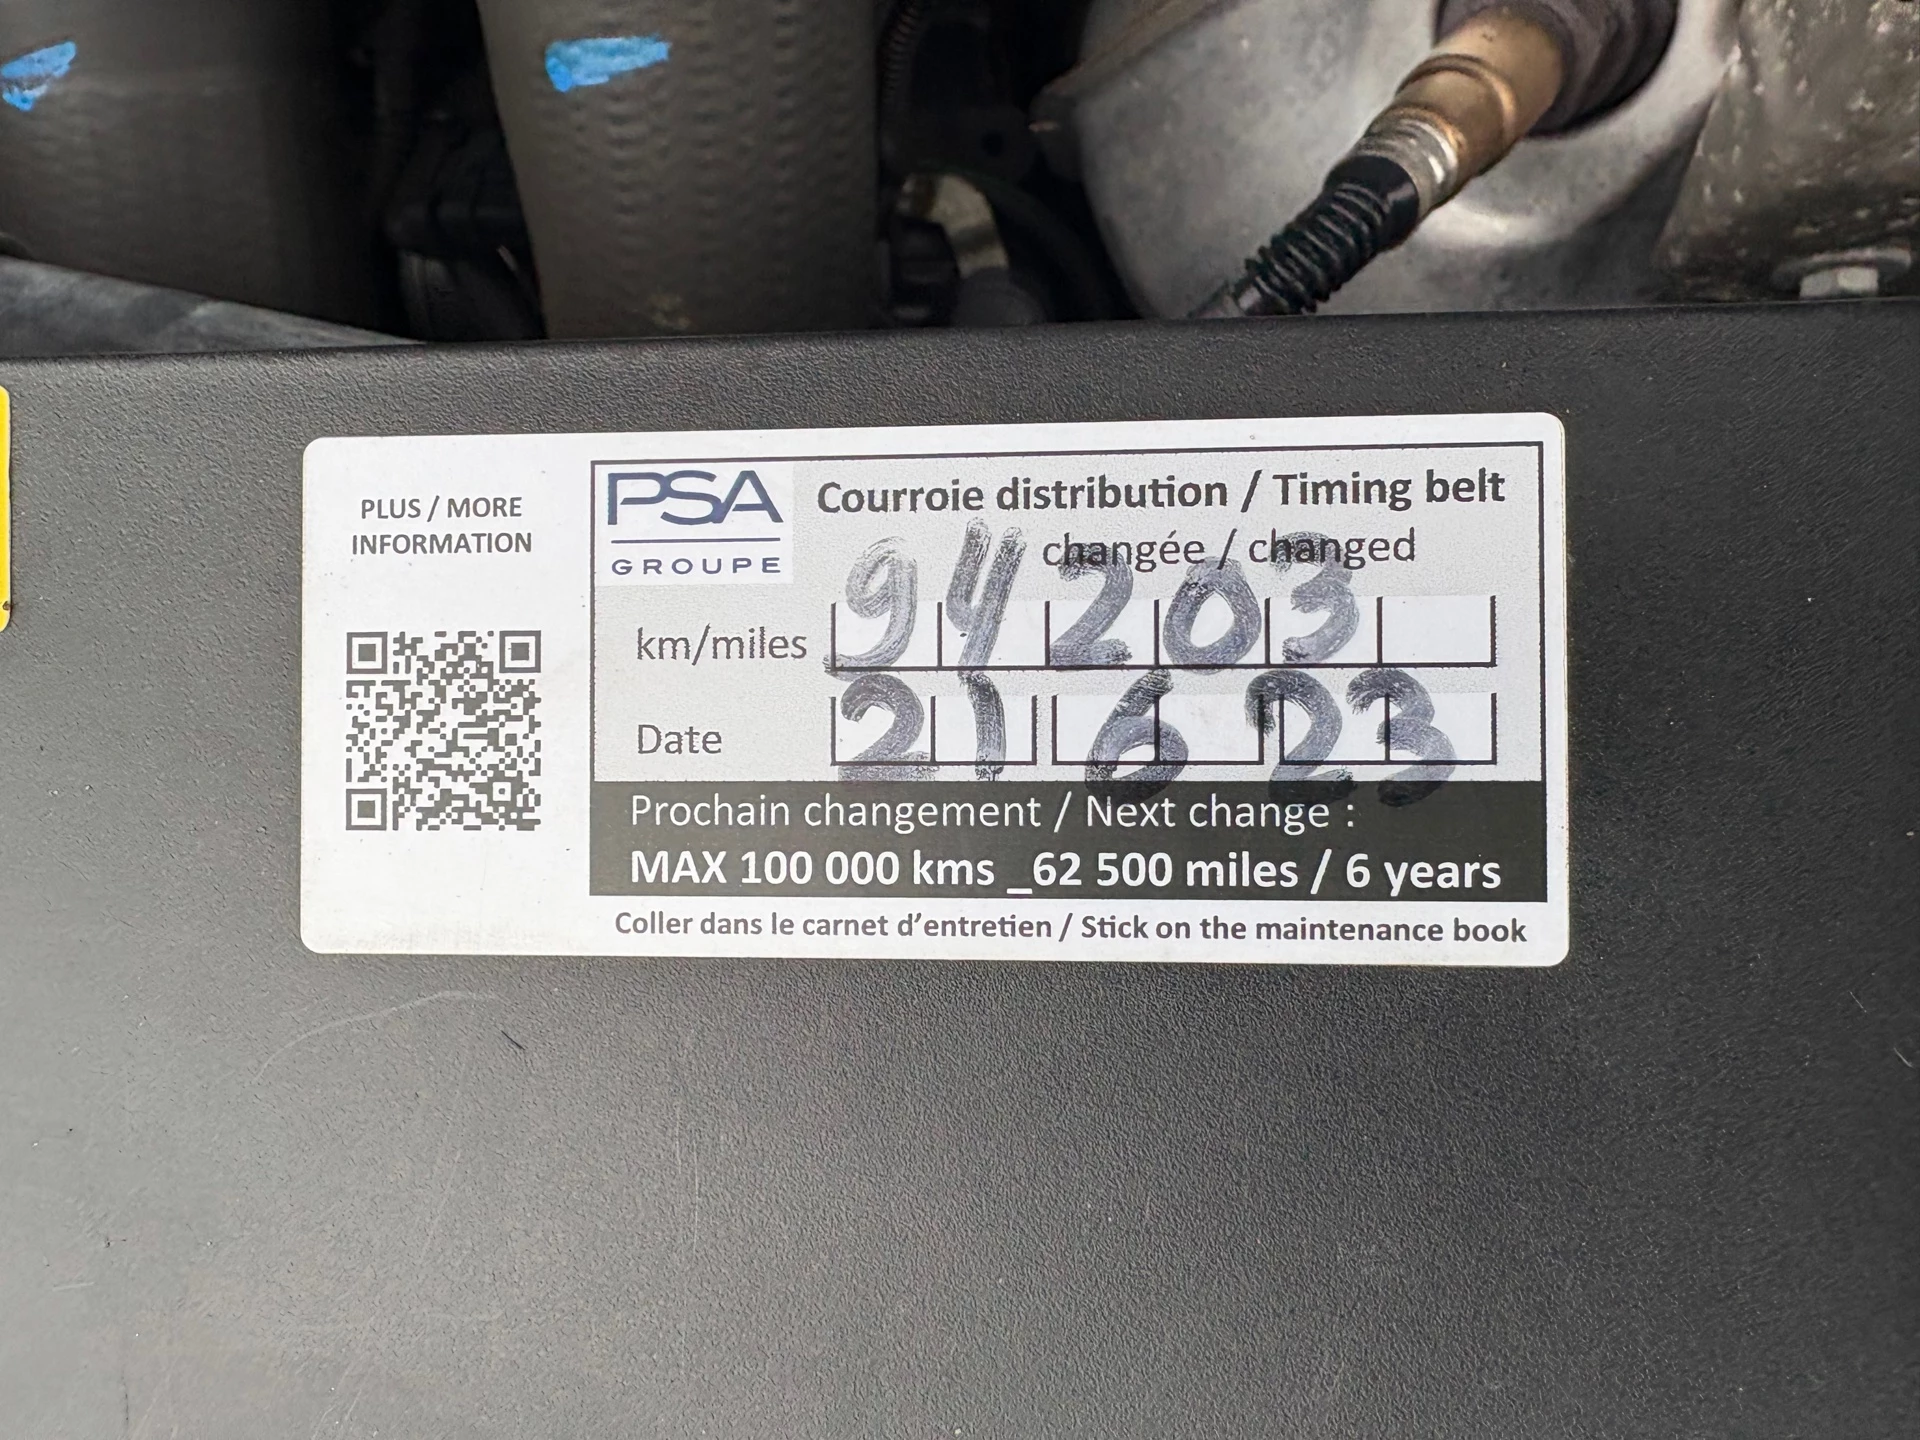 PLUS / MORE
INFORMATION
PSA
GROUPE
Courroie distribution / Timing belt
changée / changed
km/miles 94203
Date 21 6 23
Prochain changement / Next change :
MAX 100 000 kms _62 500 miles / 6 years
Coller dans le carnet d'entretien / Stick on the maintenance book